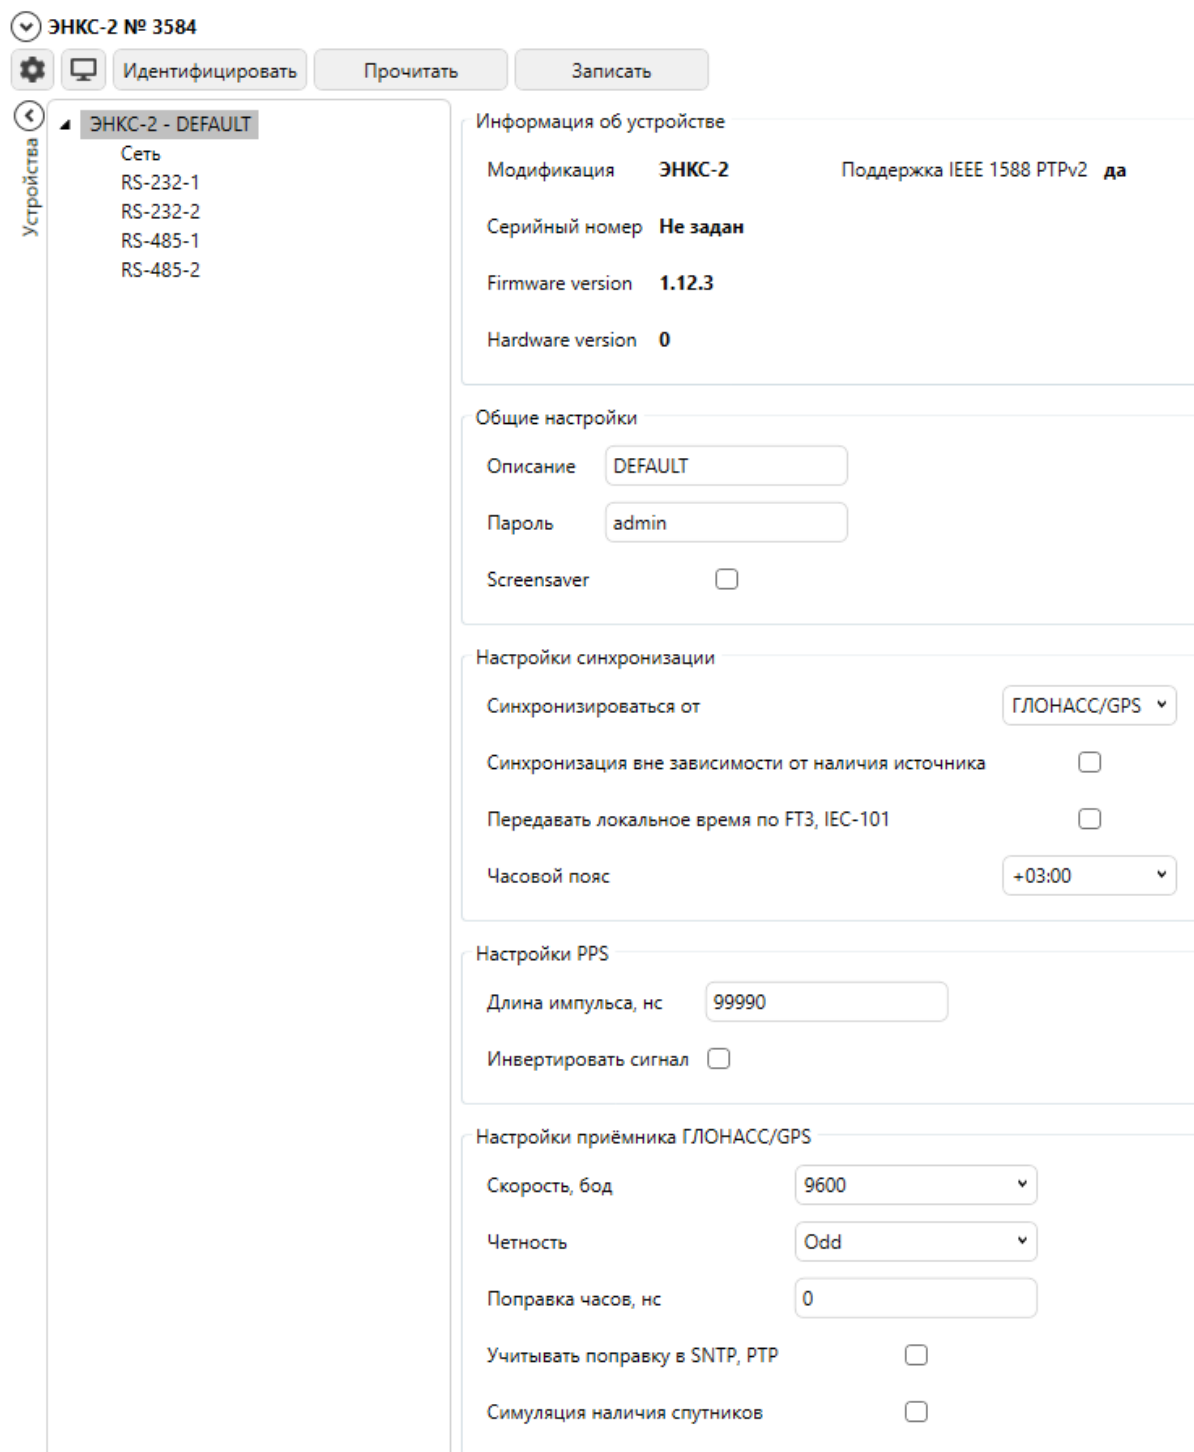 ЭНКС-2 № 3584
Идентифицировать Прочитать Записать
Устройства
ЭНКС-2 - DEFAULT
Сеть
RS-232-1
RS-232-2
RS-485-1
RS-485-2
Информация об устройстве
Модификация ЭНКС-2 Поддержка IEEE 1588 PTPv2 да
Серийный номер Не задан
Firmware version 1.12.3
Hardware version 0
Общие настройки
Описание DEFAULT
Пароль admin
Screensaver
Настройки синхронизации
Синхронизироваться от ГЛОНАСС/GPS
Синхронизация вне зависимости от наличия источника
Передавать локальное время по FT3, IEC-101
Часовой пояс +03:00
Настройки PPS
Длина импульса, нс 99990
Инвертировать сигнал
Настройки приёмника ГЛОНАСС/GPS
Скорость, бод 9600
Четность Odd
Поправка часов, нс 0
Учитывать поправку в SNTP, PTP
Симуляция наличия спутников